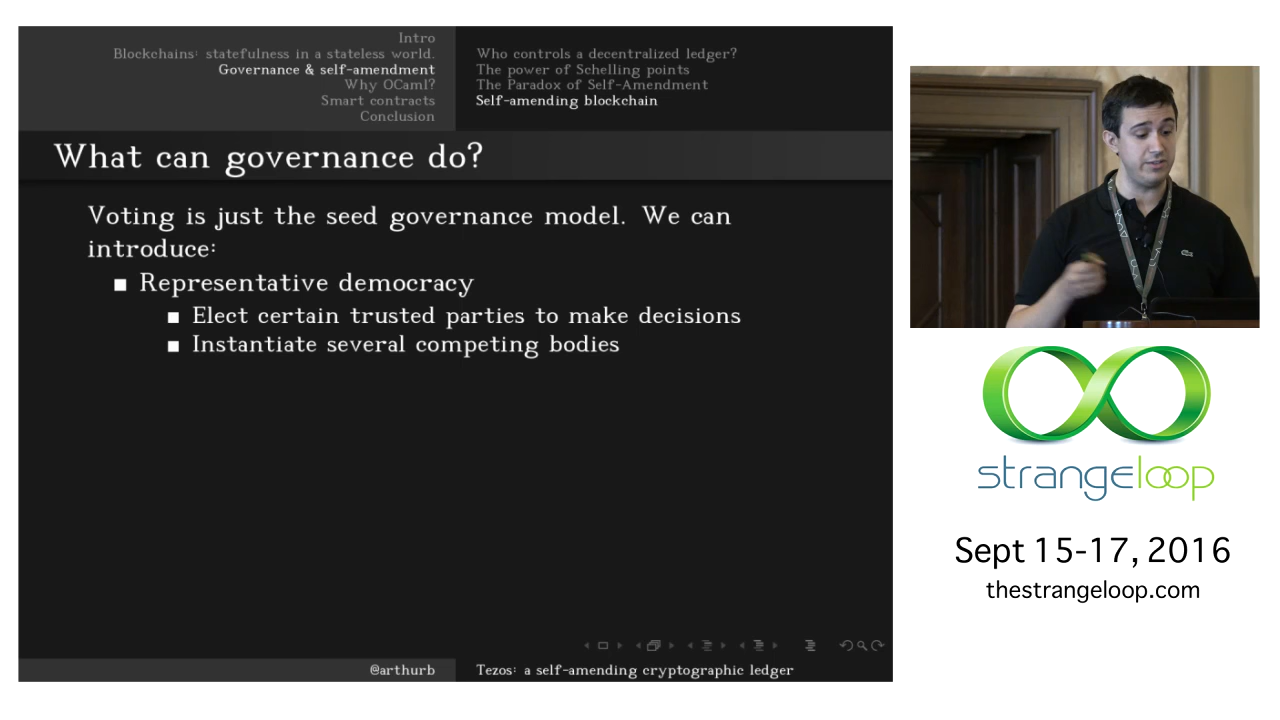 Intro
Blockchains: statefulness in a stateless world.
Governance & self-amendment
Why OCaml?
Smart contracts
Conclusion
Who controls a decentralized ledger?
The power of Schelling points
The Paradox of Self-Amendment
Self-amending blockchain
What can governance do?
Voting is just the seed governance model. We can
introduce:
Representative democracy
Elect certain trusted parties to make decisions
Instantiate several competing bodies
@arthurb
Tezos: a self-amending cryptographic ledger
strangeloop
Sept 15-17, 2016
thestrangeloop.com